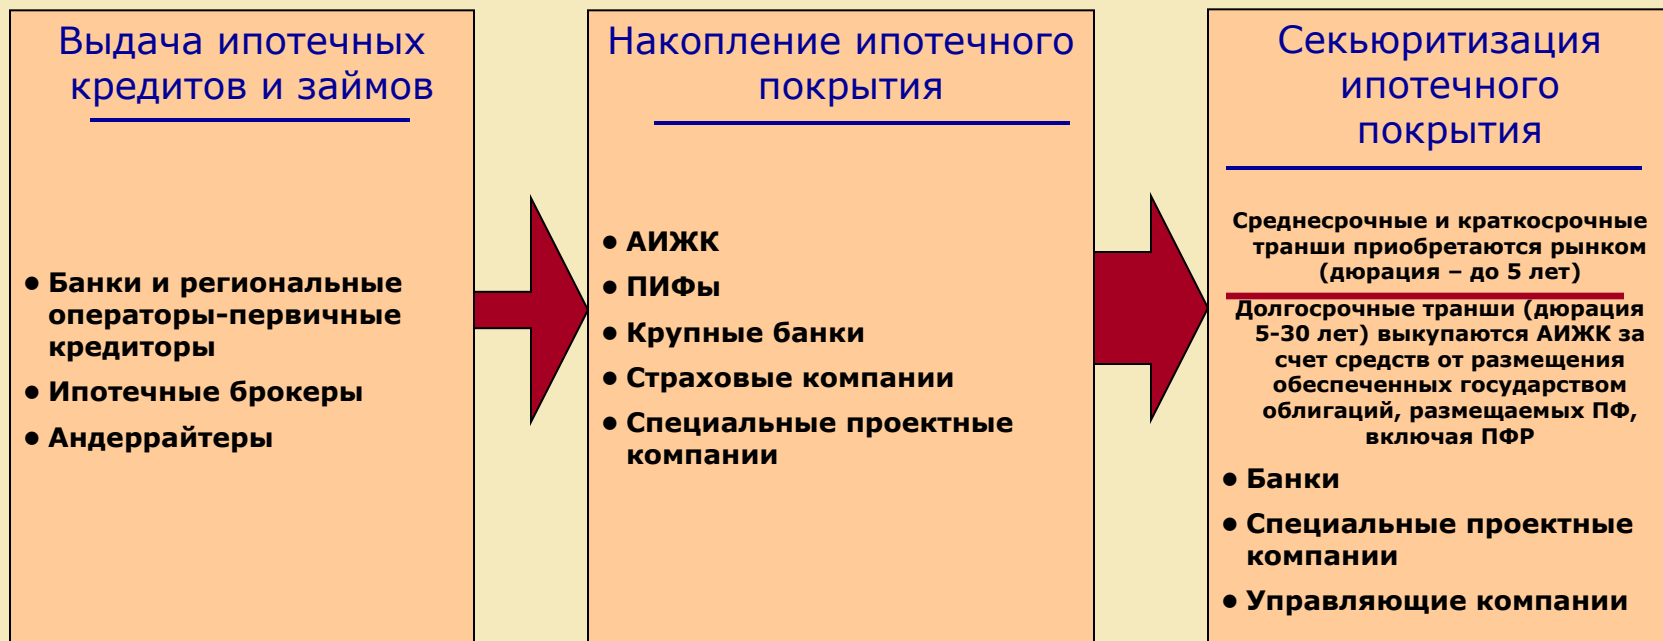 Выдача ипотечных
кредитов и займов
• Банки и региональные
операторы-первичные
кредиторы
• Ипотечные брокеры
• Андеррайтеры
Накопление ипотечного
покрытия
• АИЖК
• ПИФы
• Крупные банки
• Страховые компании
• Специальные проектные
компании
Секьюритизация
ипотечного
покрытия
Среднесрочные и краткосрочные
транши приобретаются рынком
(дюрация – до 5 лет)
Долгосрочные транши (дюрация
5-30 лет) выкупаются АИЖК за
счет средств от размещения
обеспеченных государством
облигаций, размещаемых ПФ,
включая ПФР
• Банки
• Специальные проектные
компании
• Управляющие компании